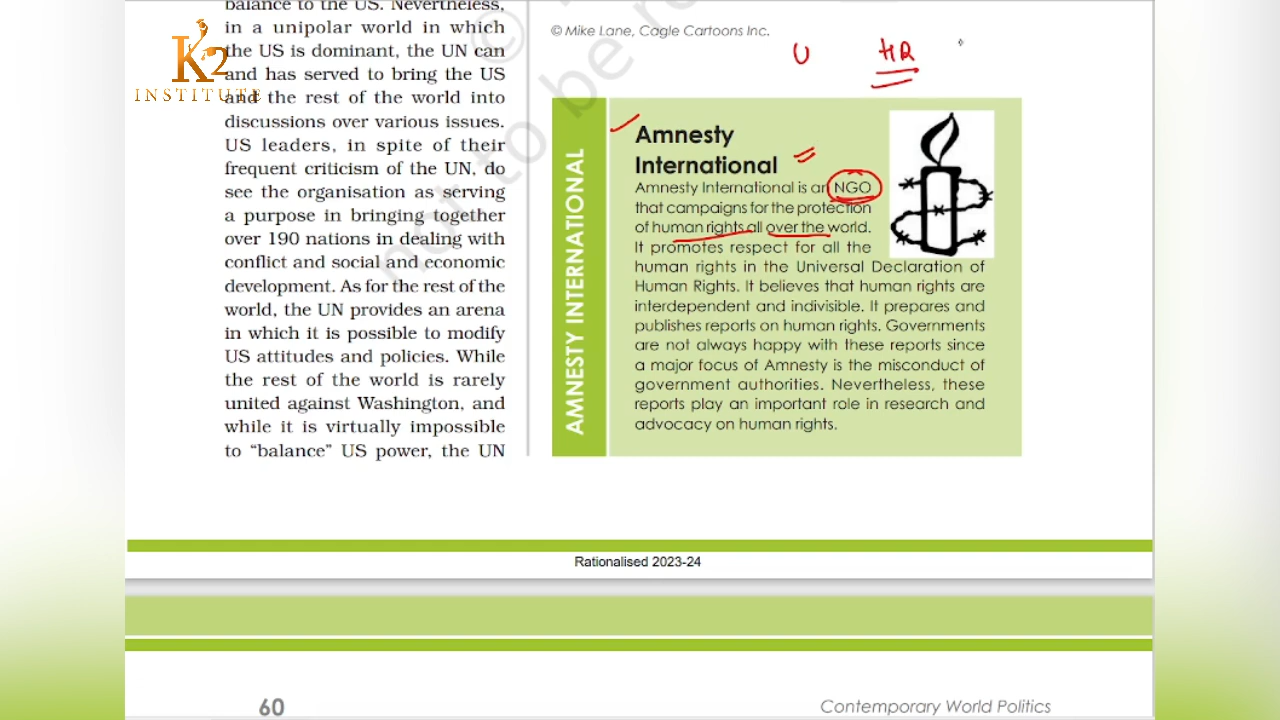 balance to the US. Nevertheless,
in a unipolar world in which
the US is dominant, the UN can
and has served to bring the US
and the rest of the world into
discussions over various issues.
US leaders, in spite of their
frequent criticism of the UN, do
see the organisation as serving
a purpose in bringing together
over 190 nations in dealing with
conflict and social and economic
development. As for the rest of the
world, the UN provides an arena
in which it is possible to modify
US attitudes and policies. While
the rest of the world is rarely
united against Washington, and
while it is virtually impossible
to “balance” US power, the UN
K2
INSTITUTE
© Mike Lane, Cagle Cartoons Inc.
U HR
AMNESTY INTERNATIONAL
Amnesty
International
Amnesty International is an NGO
that campaigns for the protection
of human rights all over the world.
It promotes respect for all the
human rights in the Universal Declaration of
Human Rights. It believes that human rights are
interdependent and indivisible. It prepares and
publishes reports on human rights. Governments
are not always happy with these reports since
a major focus of Amnesty is the misconduct of
government authorities. Nevertheless, these
reports play an important role in research and
advocacy on human rights.
not to be re
©
Rationalised 2023-24
60
Contemporary World Politics